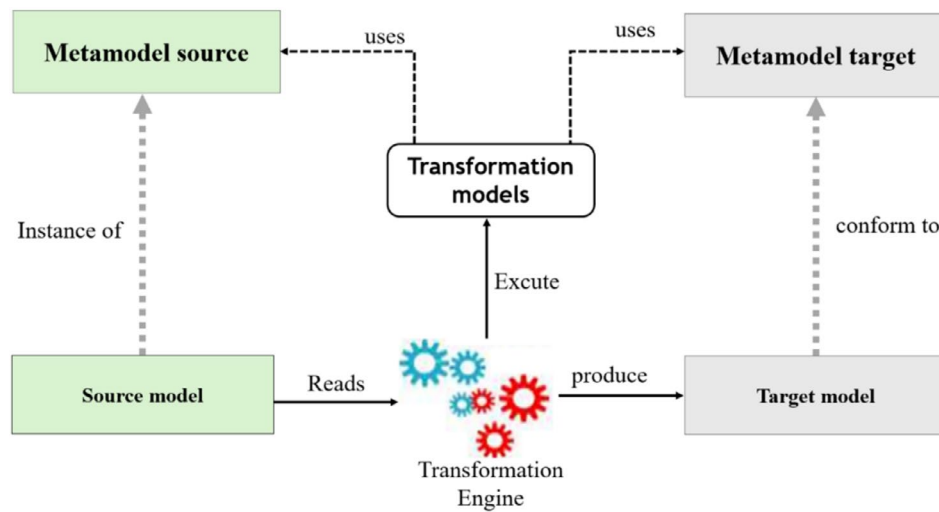 uses
uses
Metamodel source
Metamodel target
Transformation
models
Instance of
conform to
Excute
Reads
produce
Source model
Target model
Transformation
Engine